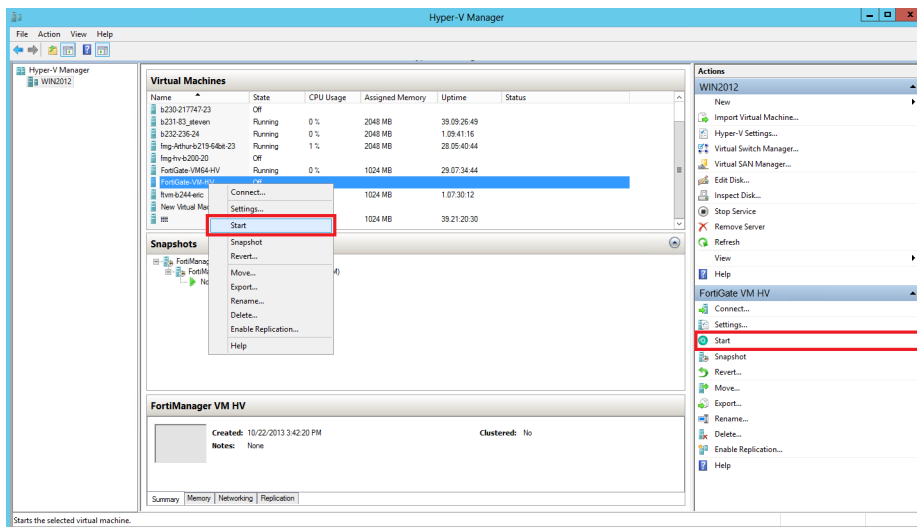 Hyper-V Manager
File Action View Help
Hyper-V Manager
WIN2012
Virtual Machines
Name State CPU Usage Assigned Memory Uptime Status
b230-217747-23 Off
b231-83_steven Running 0 % 2048 MB 39.09:26:49
b232-236-24 Running 0 % 2048 MB 1.09:41:16
fmg-Arthur-b219-64bit-23 Running 1 % 2048 MB 28.05:40:44
fmg-hv-b200-20 Off
FortiGate-VM64-HV Running 0 % 1024 MB 29.07:34:44
FortiGate-VM-HV Off
ftvm-b244-eric 1024 MB 1.07:30:12
New Virtual Mac
tttt 1024 MB 39.21:20:30
Connect...
Settings...
Start
Snapshot
Revert...
Move...
Export...
Rename...
Delete...
Enable Replication...
Help
Snapshots
FortiManag
FortiMa M)
No
FortiManager VM HV
Created: 10/22/2013 3:42:20 PM Clustered: No
Notes: None
Summary Memory Networking Replication
Actions
WIN2012
New
Import Virtual Machine...
Hyper-V Settings...
Virtual Switch Manager...
Virtual SAN Manager...
Edit Disk...
Inspect Disk...
Stop Service
Remove Server
Refresh
View
Help
FortiGate VM HV
Connect...
Settings...
Start
Snapshot
Revert...
Move...
Export...
Rename...
Delete...
Enable Replication...
Help
Starts the selected virtual machine.